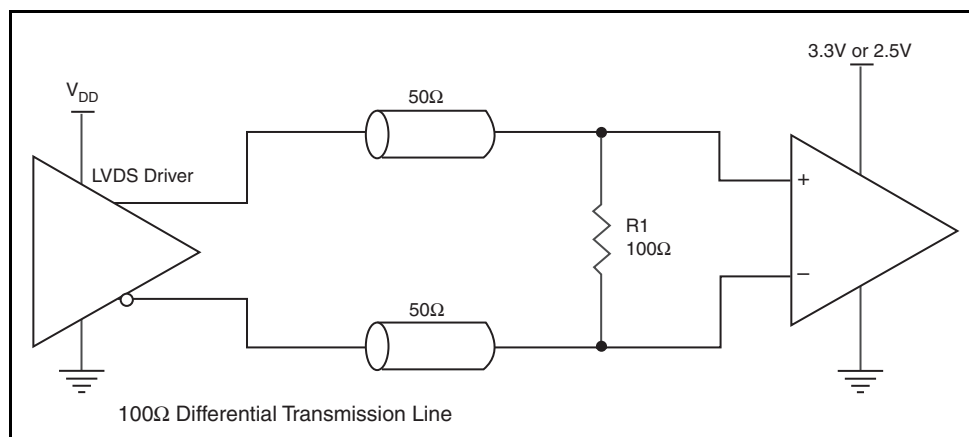 3.3V or 2.5V
V_DD
50Ω
LVDS Driver
+
R1
100Ω
−
50Ω
100Ω Differential Transmission Line